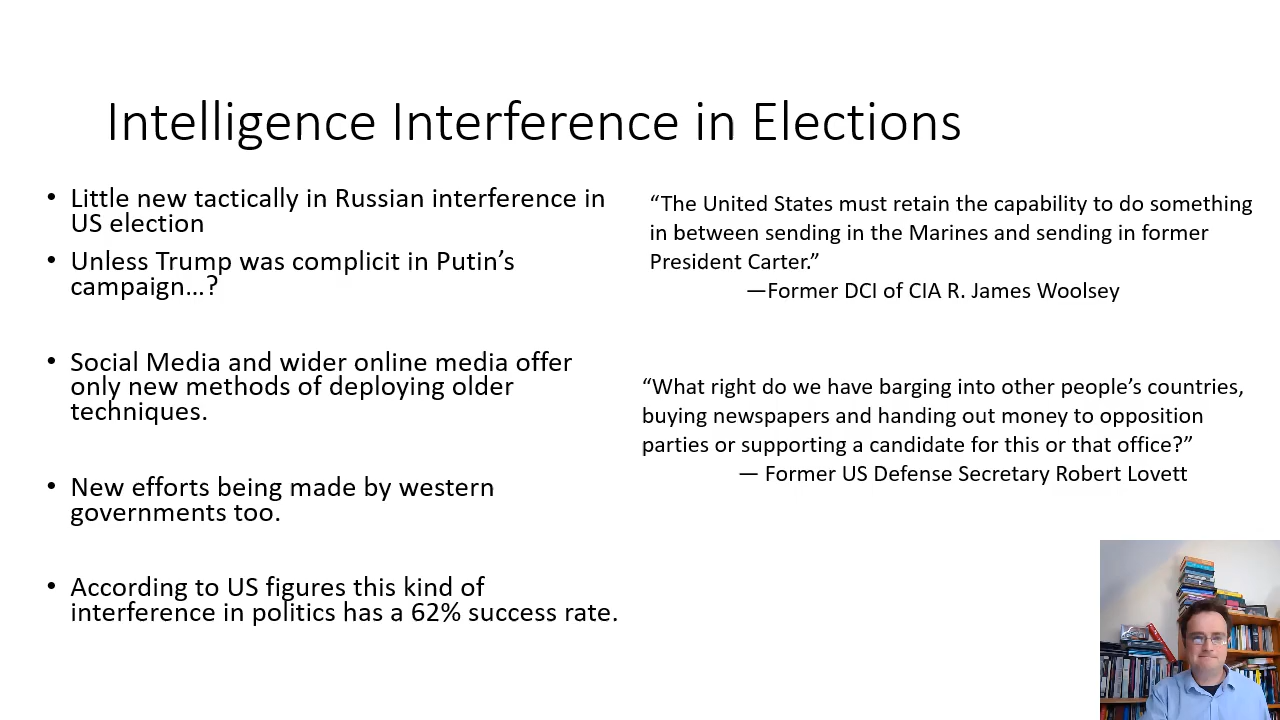 Intelligence Interference in Elections
• Little new tactically in Russian interference in
US election
• Unless Trump was complicit in Putin’s
campaign…?
• Social Media and wider online media offer
only new methods of deploying older
techniques.
• New efforts being made by western
governments too.
• According to US figures this kind of
interference in politics has a 62% success rate.
“The United States must retain the capability to do something
in between sending in the Marines and sending in former
President Carter.”
—Former DCI of CIA R. James Woolsey
“What right do we have barging into other people’s countries,
buying newspapers and handing out money to opposition
parties or supporting a candidate for this or that office?”
— Former US Defense Secretary Robert Lovett